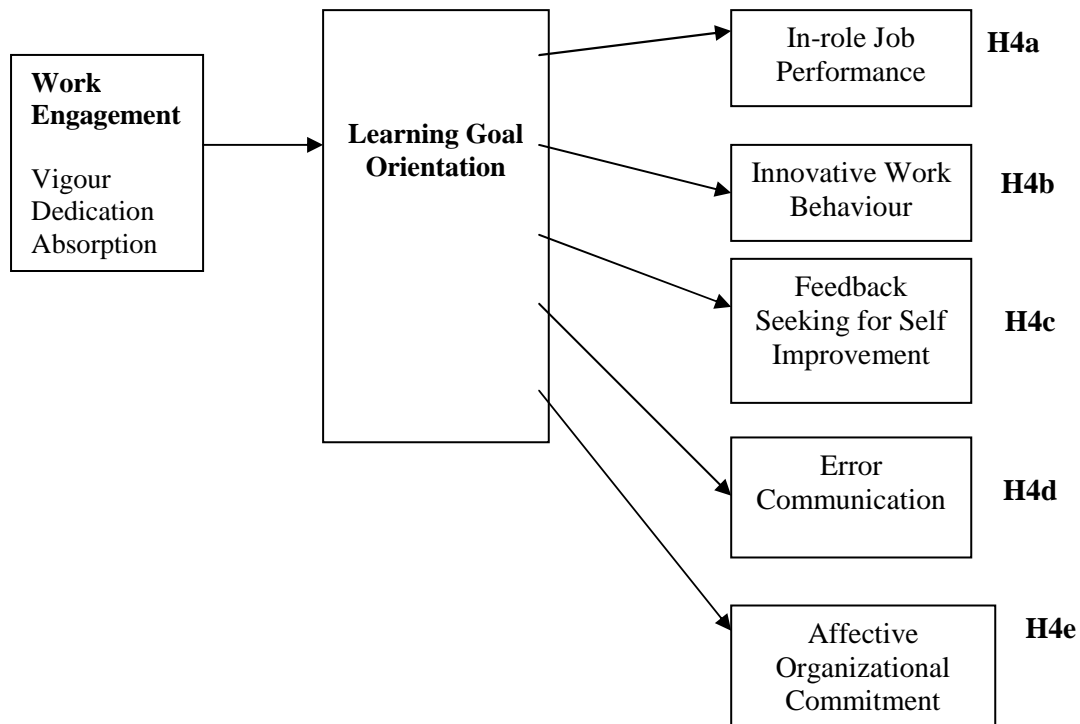 Work
Engagement
Vigour
Dedication
Absorption
Learning Goal
Orientation
In-role Job
Performance
H4a
Innovative Work
Behaviour
H4b
Feedback
Seeking for Self
Improvement
H4c
Error
Communication
H4d
Affective
Organizational
Commitment
H4e